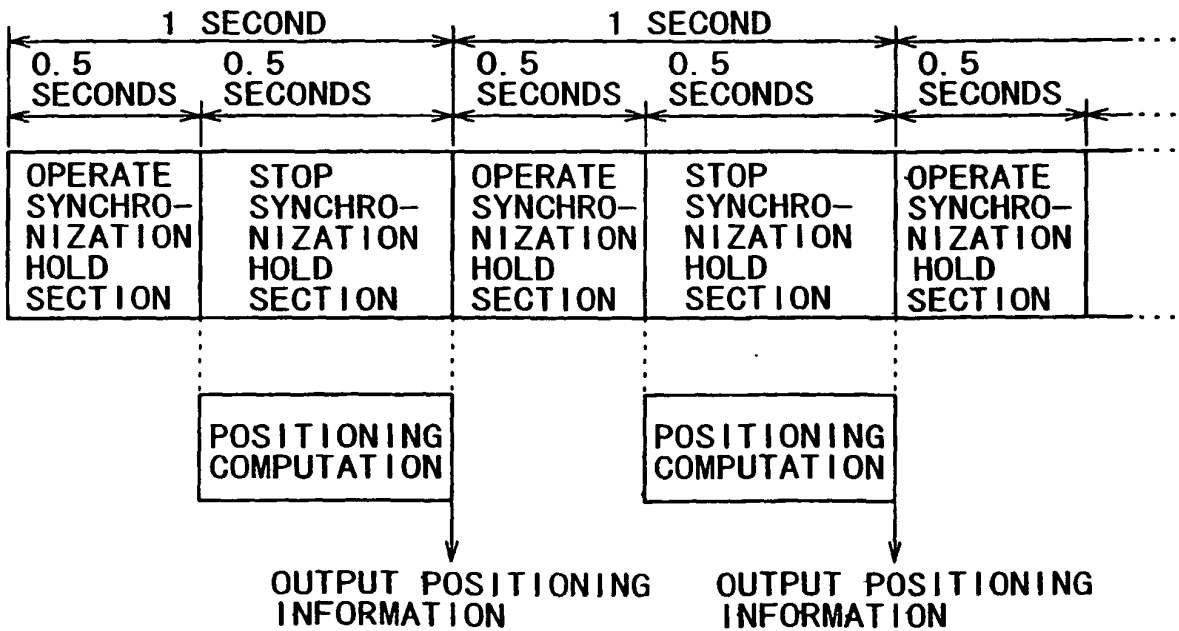 1 SECOND
1 SECOND
0.5 SECONDS
0.5 SECONDS
0.5 SECONDS
0.5 SECONDS
0.5 SECONDS
OPERATE
SYNCHRO-
NIZATION
HOLD
SECTION
STOP
SYNCHRO-
NIZATION
HOLD
SECTION
OPERATE
SYNCHRO-
NIZATION
HOLD
SECTION
STOP
SYNCHRO-
NIZATION
HOLD
SECTION
OPERATE
SYNCHRO-
NIZATION
HOLD
SECTION
POSITIONING
COMPUTATION
POSITIONING
COMPUTATION
OUTPUT POSITIONING
INFORMATION
OUTPUT POSITIONING
INFORMATION